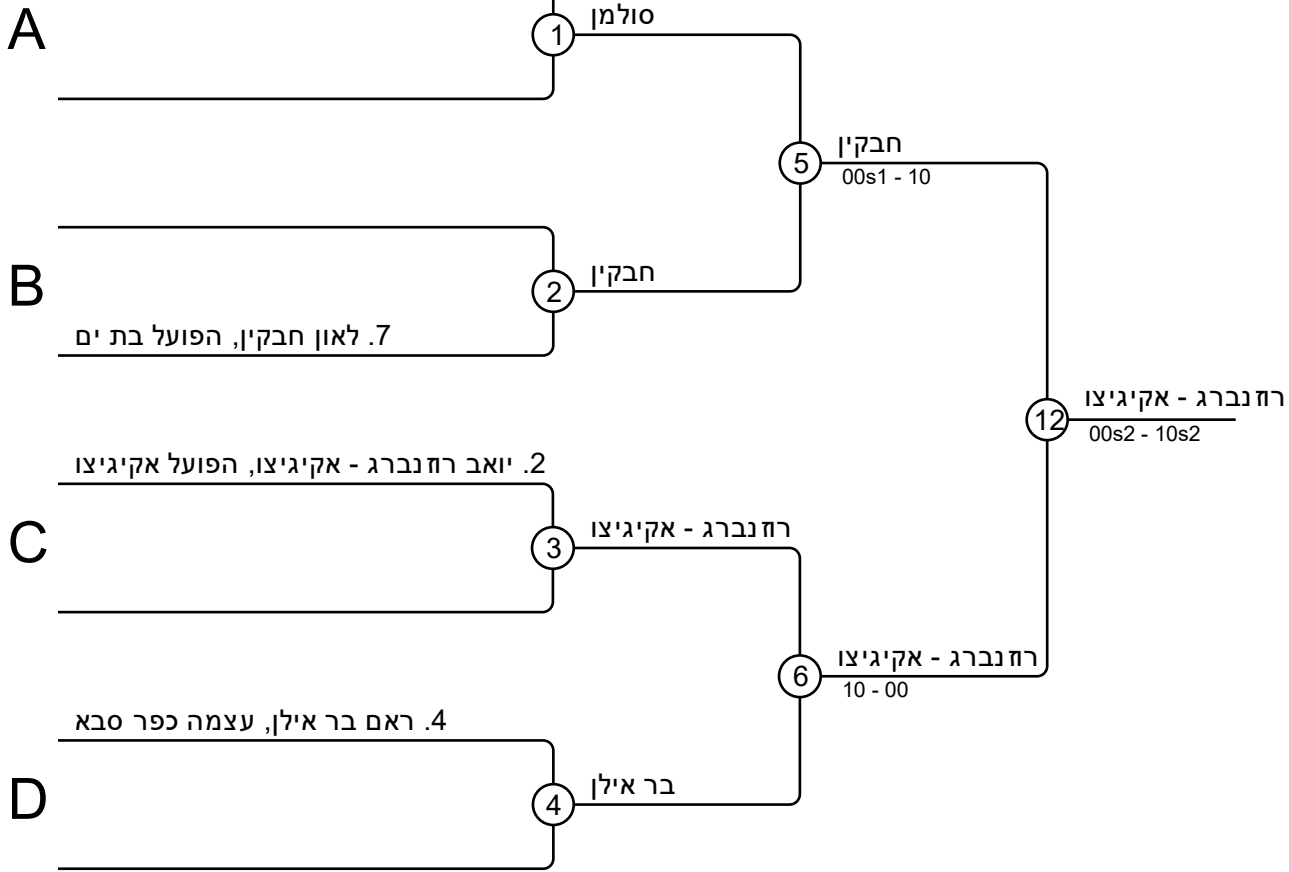 A
1
סולמן
5
חבקין
00s1 - 10
B
2
חבקין
7. לאון חבקין, הפועל בת ים
12
רוזנברג - אקיגיצו
00s2 - 10s2
2. יואב רוזנברג - אקיגיצו, הפועל אקיגיצו
C
3
רוזנברג - אקיגיצו
6
רוזנברג - אקיגיצו
10 - 00
4. ראם בר אילן, עצמה כפר סבא
D
4
בר אילן